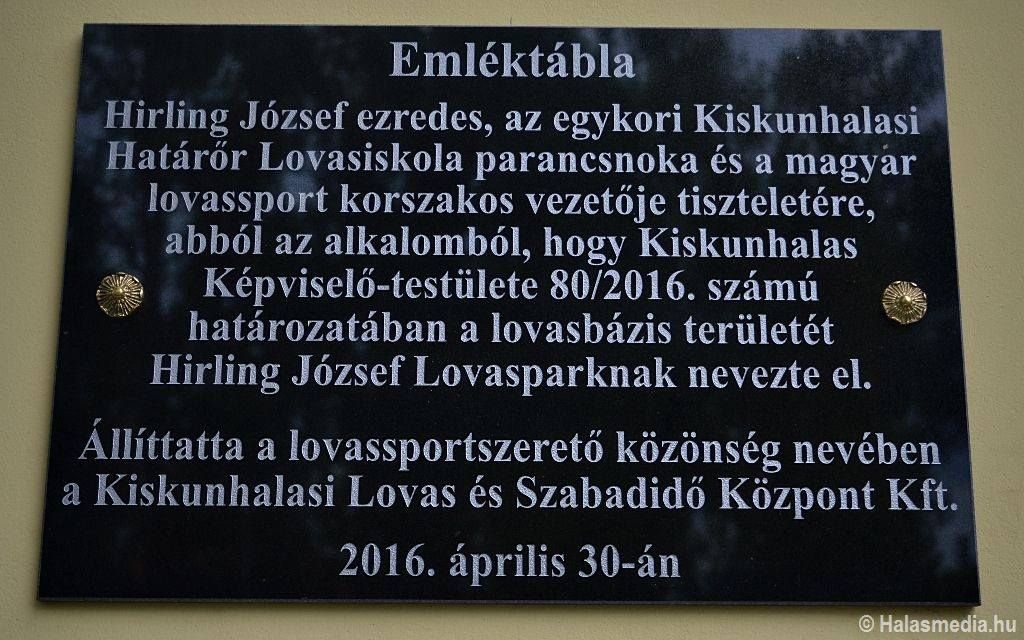 Emléktábla
Hirling József ezredes, az egykori Kiskunhalasi
Határőr Lovasiskola parancsnoka és a magyar
lovassport korszakos vezetője tiszteletére,
abból az alkalomból, hogy Kiskunhalas
Képviselő-testülete 80/2016. számú
határozatában a lovasbázis területét
Hirling József Lovasparknak nevezte el.
Állíttatta a lovassportszerető közönség nevében
a Kiskunhalasi Lovas és Szabadidő Központ Kft.
2016. április 30-án
© Halasmedia.hu